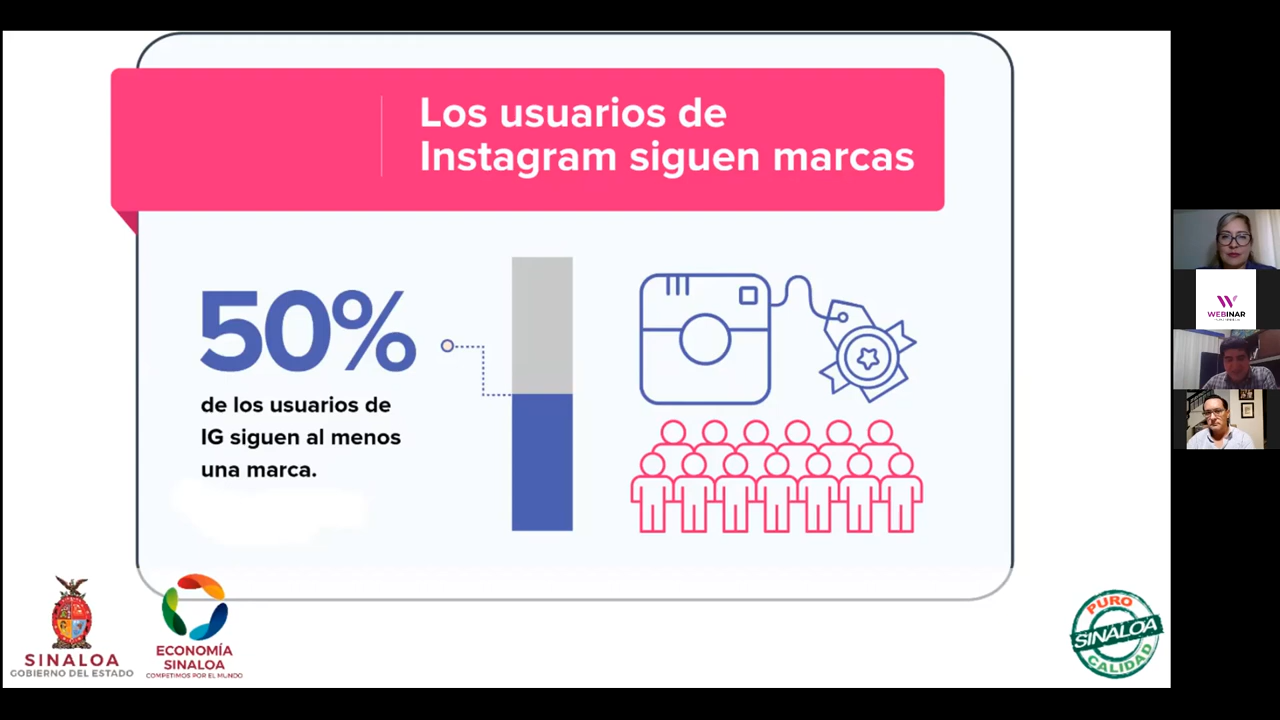 Los usuarios de
Instagram siguen marcas
50%
de los usuarios de
IG siguen al menos
una marca.
SINALOA
GOBIERNO DEL ESTADO
ECONOMÍA
SINALOA
COMPETIMOS POR EL MUNDO
PURO
SINALOA
CALIDAD
WEBINAR